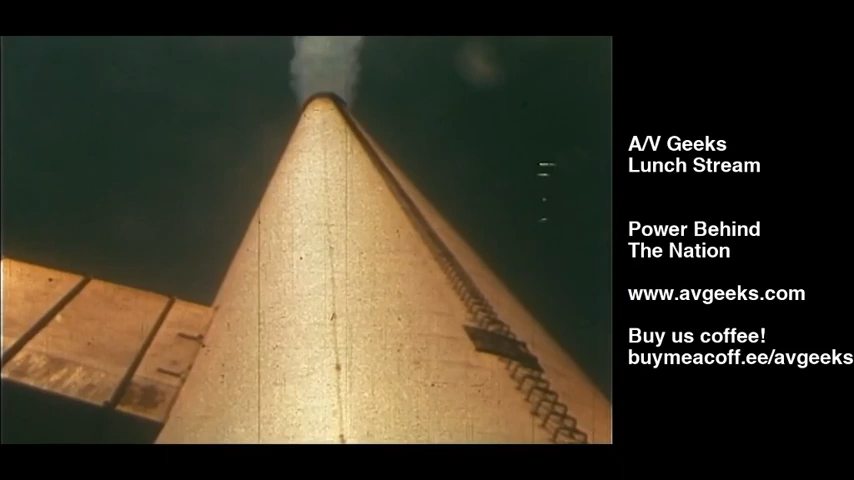 A/V Geeks
Lunch Stream
Power Behind
The Nation
www.avgeeks.com
Buy us coffee!
buymeacoff.ee/avgeeks